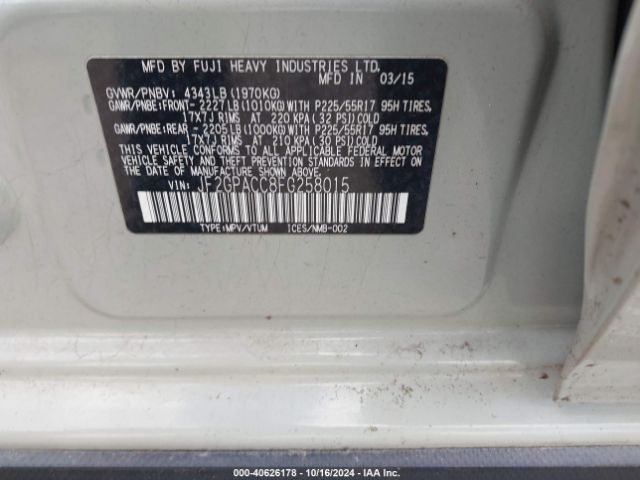 MFD BY FUJI HEAVY INDUSTRIES LTD.
MFD IN 03/15
GVWR/PNBV: 4343LB (1970KG)
GAWR/PNBE:FRONT- 2227LB(1010KG)WITH P225/55R17 95H TIRES,
17X7J RIMS AT 220 KPA(32 PSI)COLD
GAWR/PNBE:REAR - 2205LB(1000KG)WITH P225/55R17 95H TIRES,
17X7J RIMS AT 210 KPA(30 PSI)COLD
THIS VEHICLE CONFORMS TO ALL APPLICABLE FEDERAL MOTOR
VEHICLE SAFETY AND THEFT PREVENTION STANDARDS IN EFFECT
ON THE DATE OF MANUFACTURE SHOWN ABOVE.
VIN: JF2GPACC8FG258015
TYPE:MPV/VTUM ICES/NMB-002
000-40626178 - 10/16/2024 - IAA Inc.